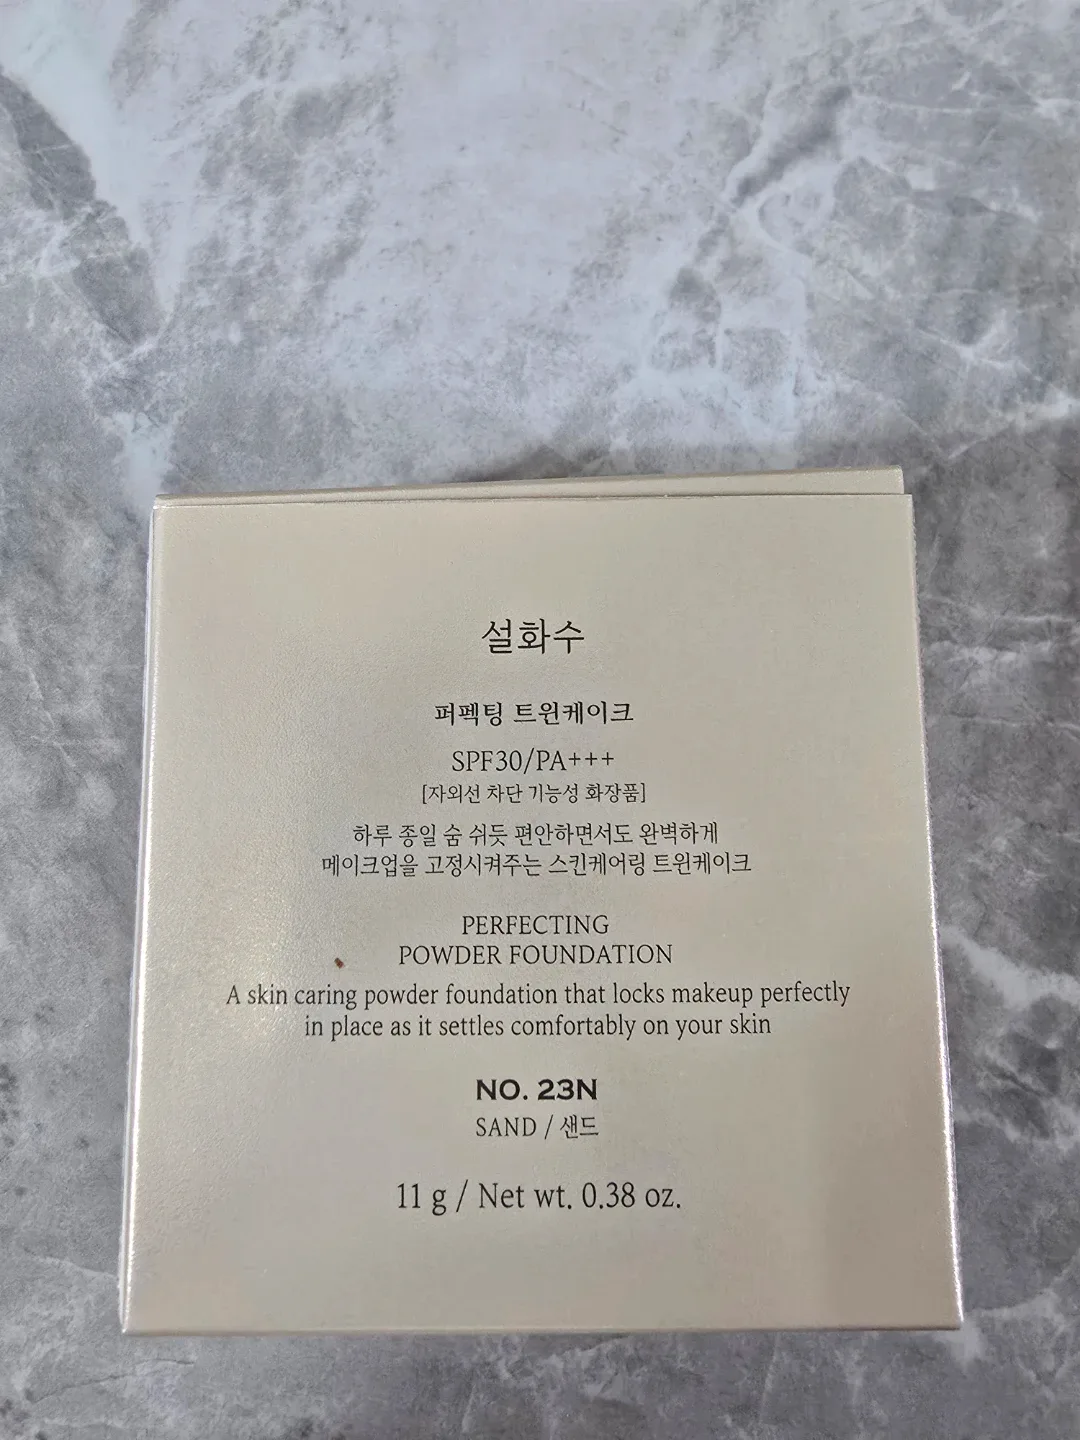 설화수
퍼펙팅 트윈케이크
SPF30/PA+++
[자외선 차단 기능성 화장품]
하루 종일 숨 쉬듯 편안하면서도 완벽하게
메이크업을 고정시켜주는 스킨케어링 트윈케이크
PERFECTING
POWDER FOUNDATION
A skin caring powder foundation that locks makeup perfectly
in place as it settles comfortably on your skin
NO. 23N
SAND / 샌드
11 g / Net wt. 0.38 oz.